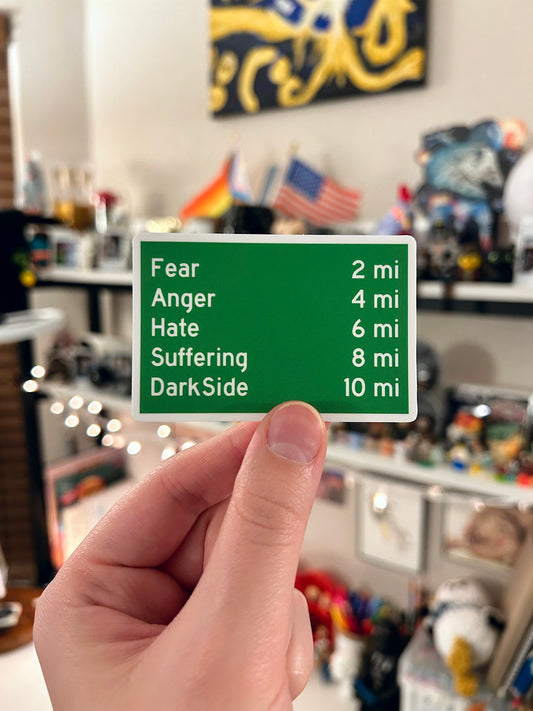 Fear 2 mi
Anger 4 mi
Hate 6 mi
Suffering 8 mi
DarkSide 10 mi